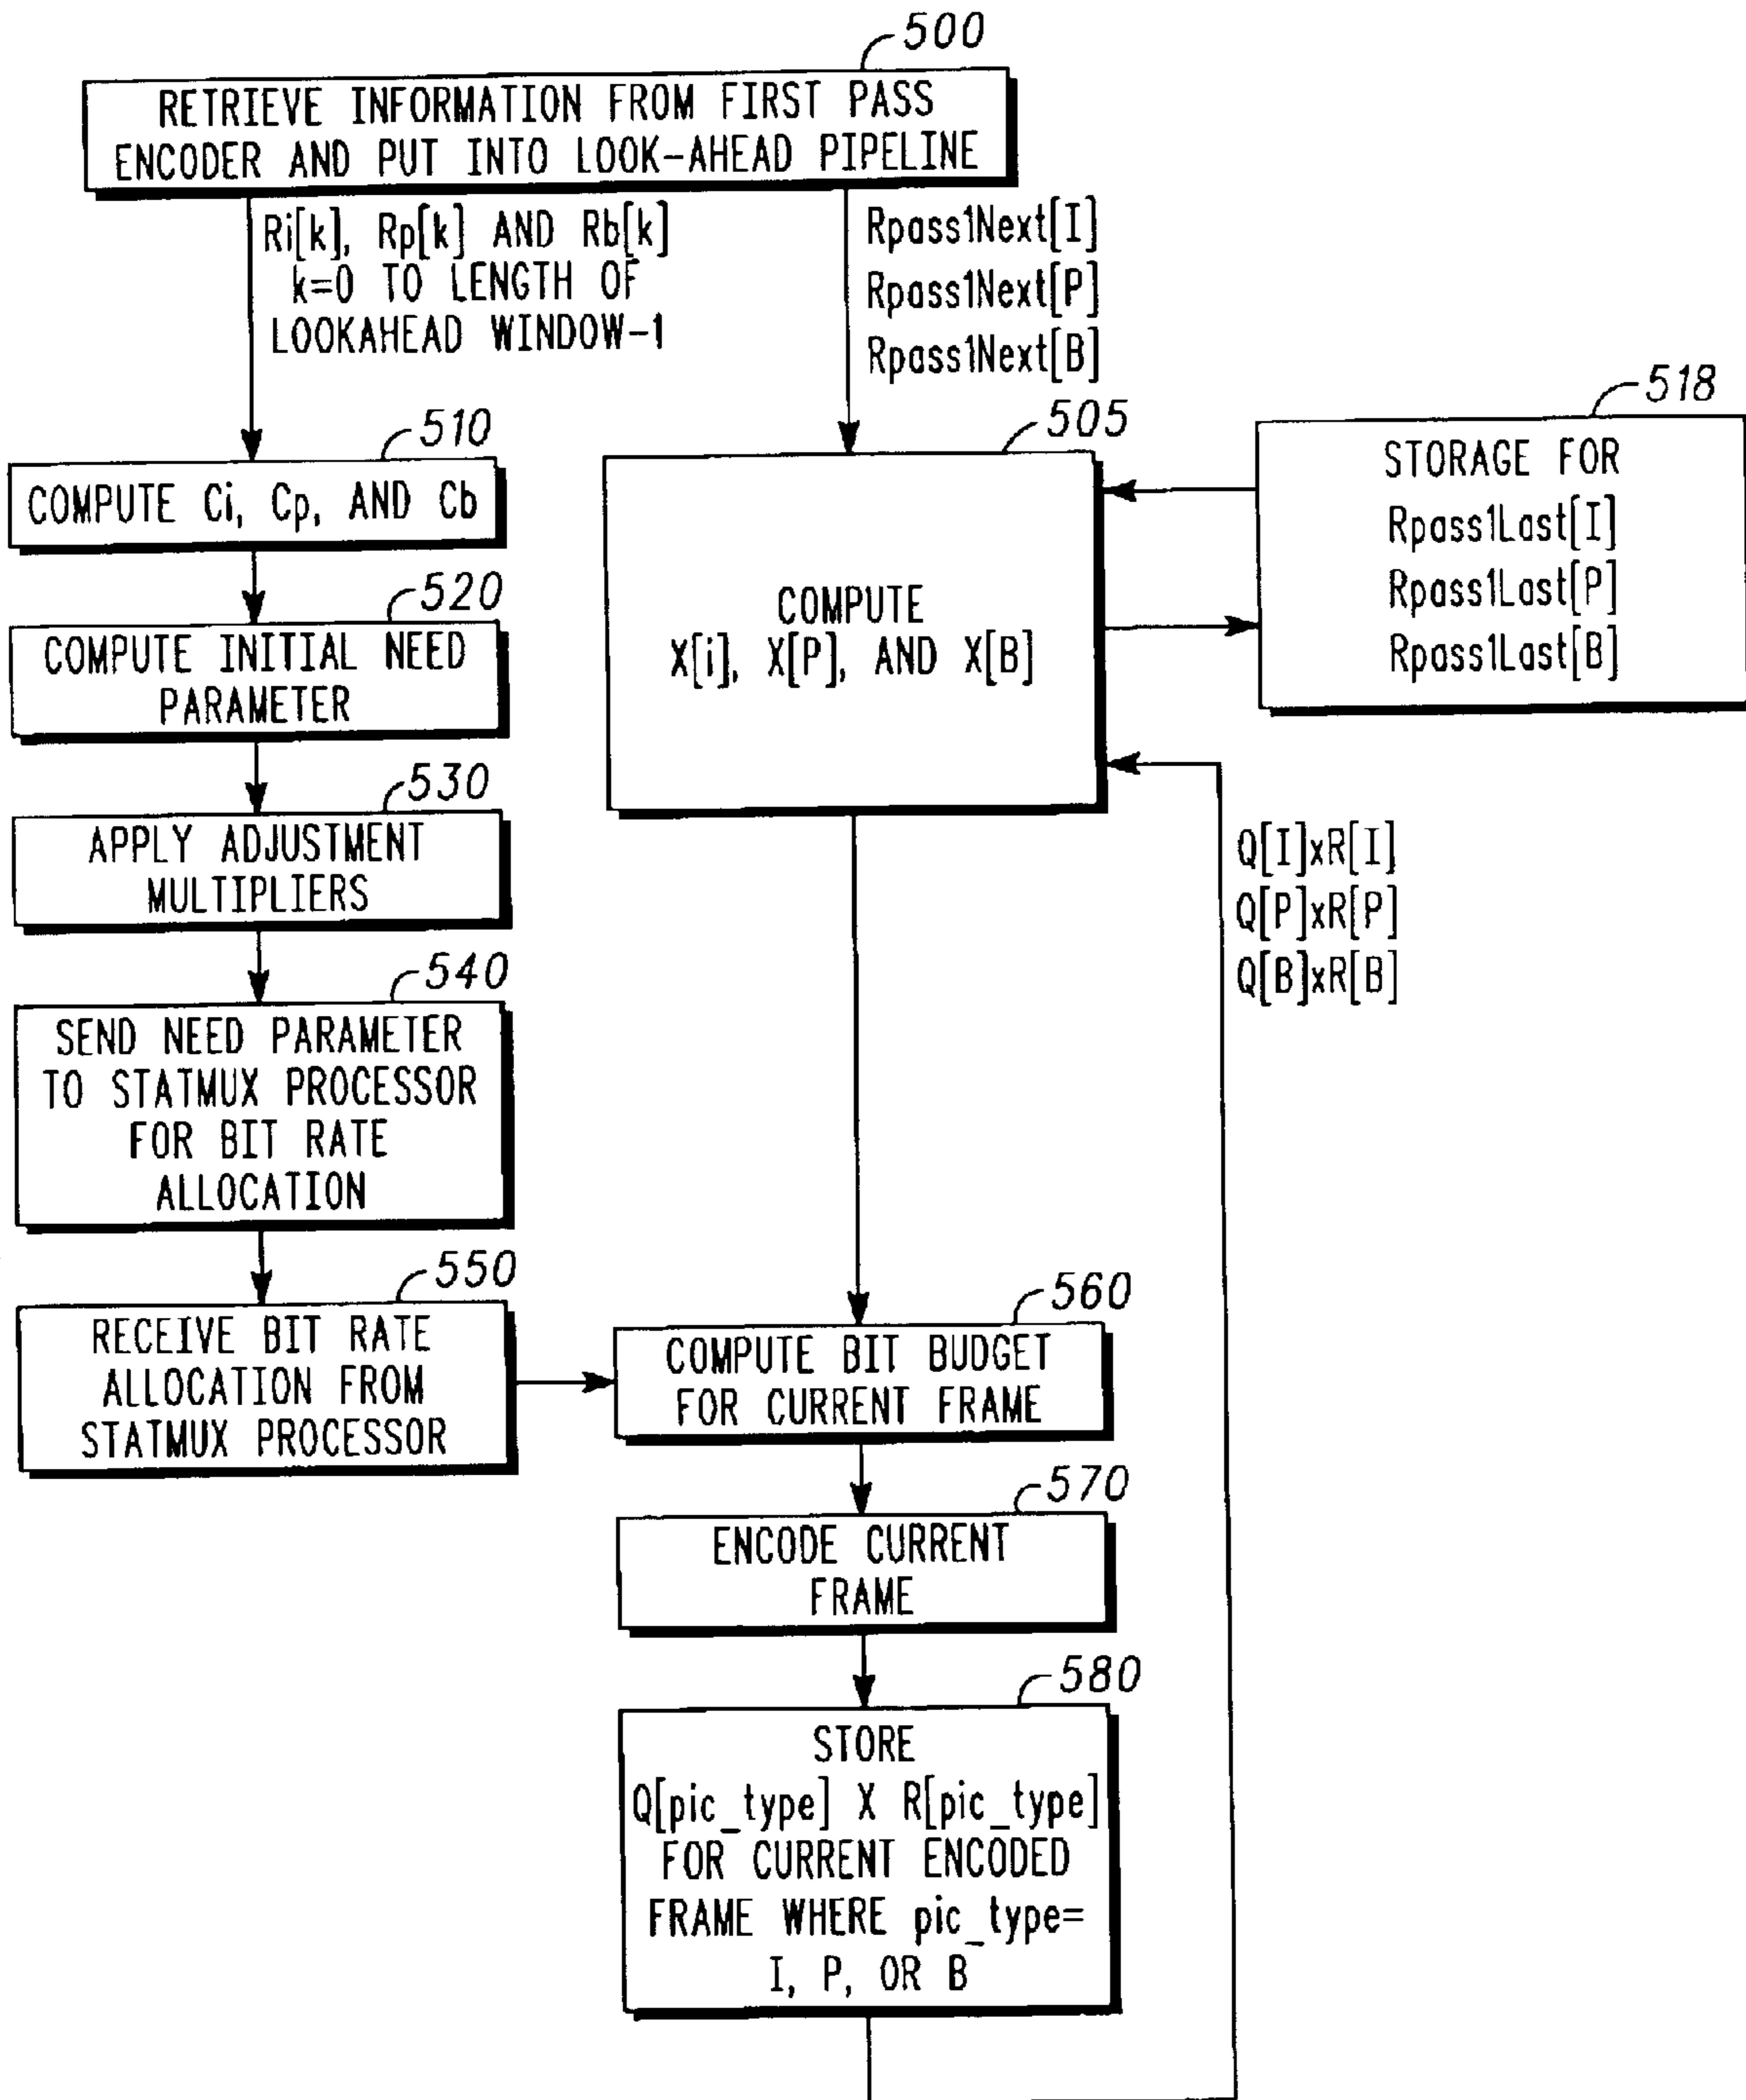 500
RETRIEVE INFORMATION FROM FIRST PASS
ENCODER AND PUT INTO LOOK-AHEAD PIPELINE
Ri[k], Rp[k] AND Rb[k]
k=0 TO LENGTH OF
LOOKAHEAD WINDOW-1
Rpass1Next[I]
Rpass1Next[P]
Rpass1Next[B]
510
COMPUTE Ci, Cp, AND Cb
505
COMPUTE
X[i], X[P], AND X[B]
518
STORAGE FOR
Rpass1Last[I]
Rpass1Last[P]
Rpass1Last[B]
520
COMPUTE INITIAL NEED
PARAMETER
530
APPLY ADJUSTMENT
MULTIPLIERS
Q[I]xR[I]
Q[P]xR[P]
Q[B]xR[B]
540
SEND NEED PARAMETER
TO STATMUX PROCESSOR
FOR BIT RATE
ALLOCATION
550
RECEIVE BIT RATE
ALLOCATION FROM
STATMUX PROCESSOR
560
COMPUTE BIT BUDGET
FOR CURRENT FRAME
570
ENCODE CURRENT
FRAME
580
STORE
Q[pic_type] X R[pic_type]
FOR CURRENT ENCODED
FRAME WHERE pic_type=
I, P, OR B